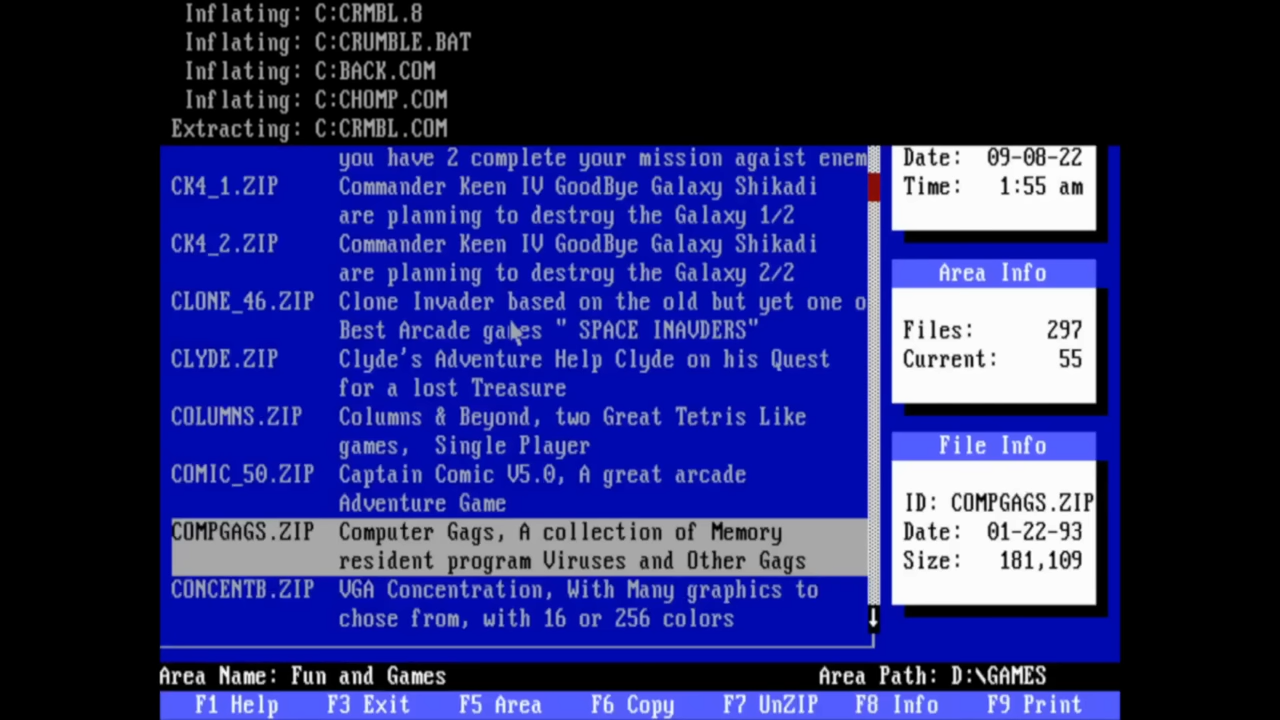 Inflating: C:CRMBL.8
Inflating: C:CRUMBLE.BAT
Inflating: C:BACK.COM
Inflating: C:CHOMP.COM
Extracting: C:CRMBL.COM
you have 2 complete your mission agaist enem
CK4_1.ZIP Commander Keen IV GoodBye Galaxy Shikadi
are planning to destroy the Galaxy 1/2
CK4_2.ZIP Commander Keen IV GoodBye Galaxy Shikadi
are planning to destroy the Galaxy 2/2
CLONE_46.ZIP Clone Invader based on the old but yet one o
Best Arcade games " SPACE INAVDERS"
CLYDE.ZIP Clyde's Adventure Help Clyde on his Quest
for a lost Treasure
COLUMNS.ZIP Columns & Beyond, two Great Tetris Like
games, Single Player
COMIC_50.ZIP Captain Comic V5.0, A great arcade
Adventure Game
COMPGAGS.ZIP Computer Gags, A collection of Memory
resident program Viruses and Other Gags
CONCENTB.ZIP VGA Concentration, With Many graphics to
chose from, with 16 or 256 colors
Date: 09-08-22
Time: 1:55 am
Area Info
Files: 297
Current: 55
File Info
ID: COMPGAGS.ZIP
Date: 01-22-93
Size: 181,109
Area Name: Fun and Games Area Path: D:\GAMES
F1 Help F3 Exit F5 Area F6 Copy F7 UnZIP F8 Info F9 Print